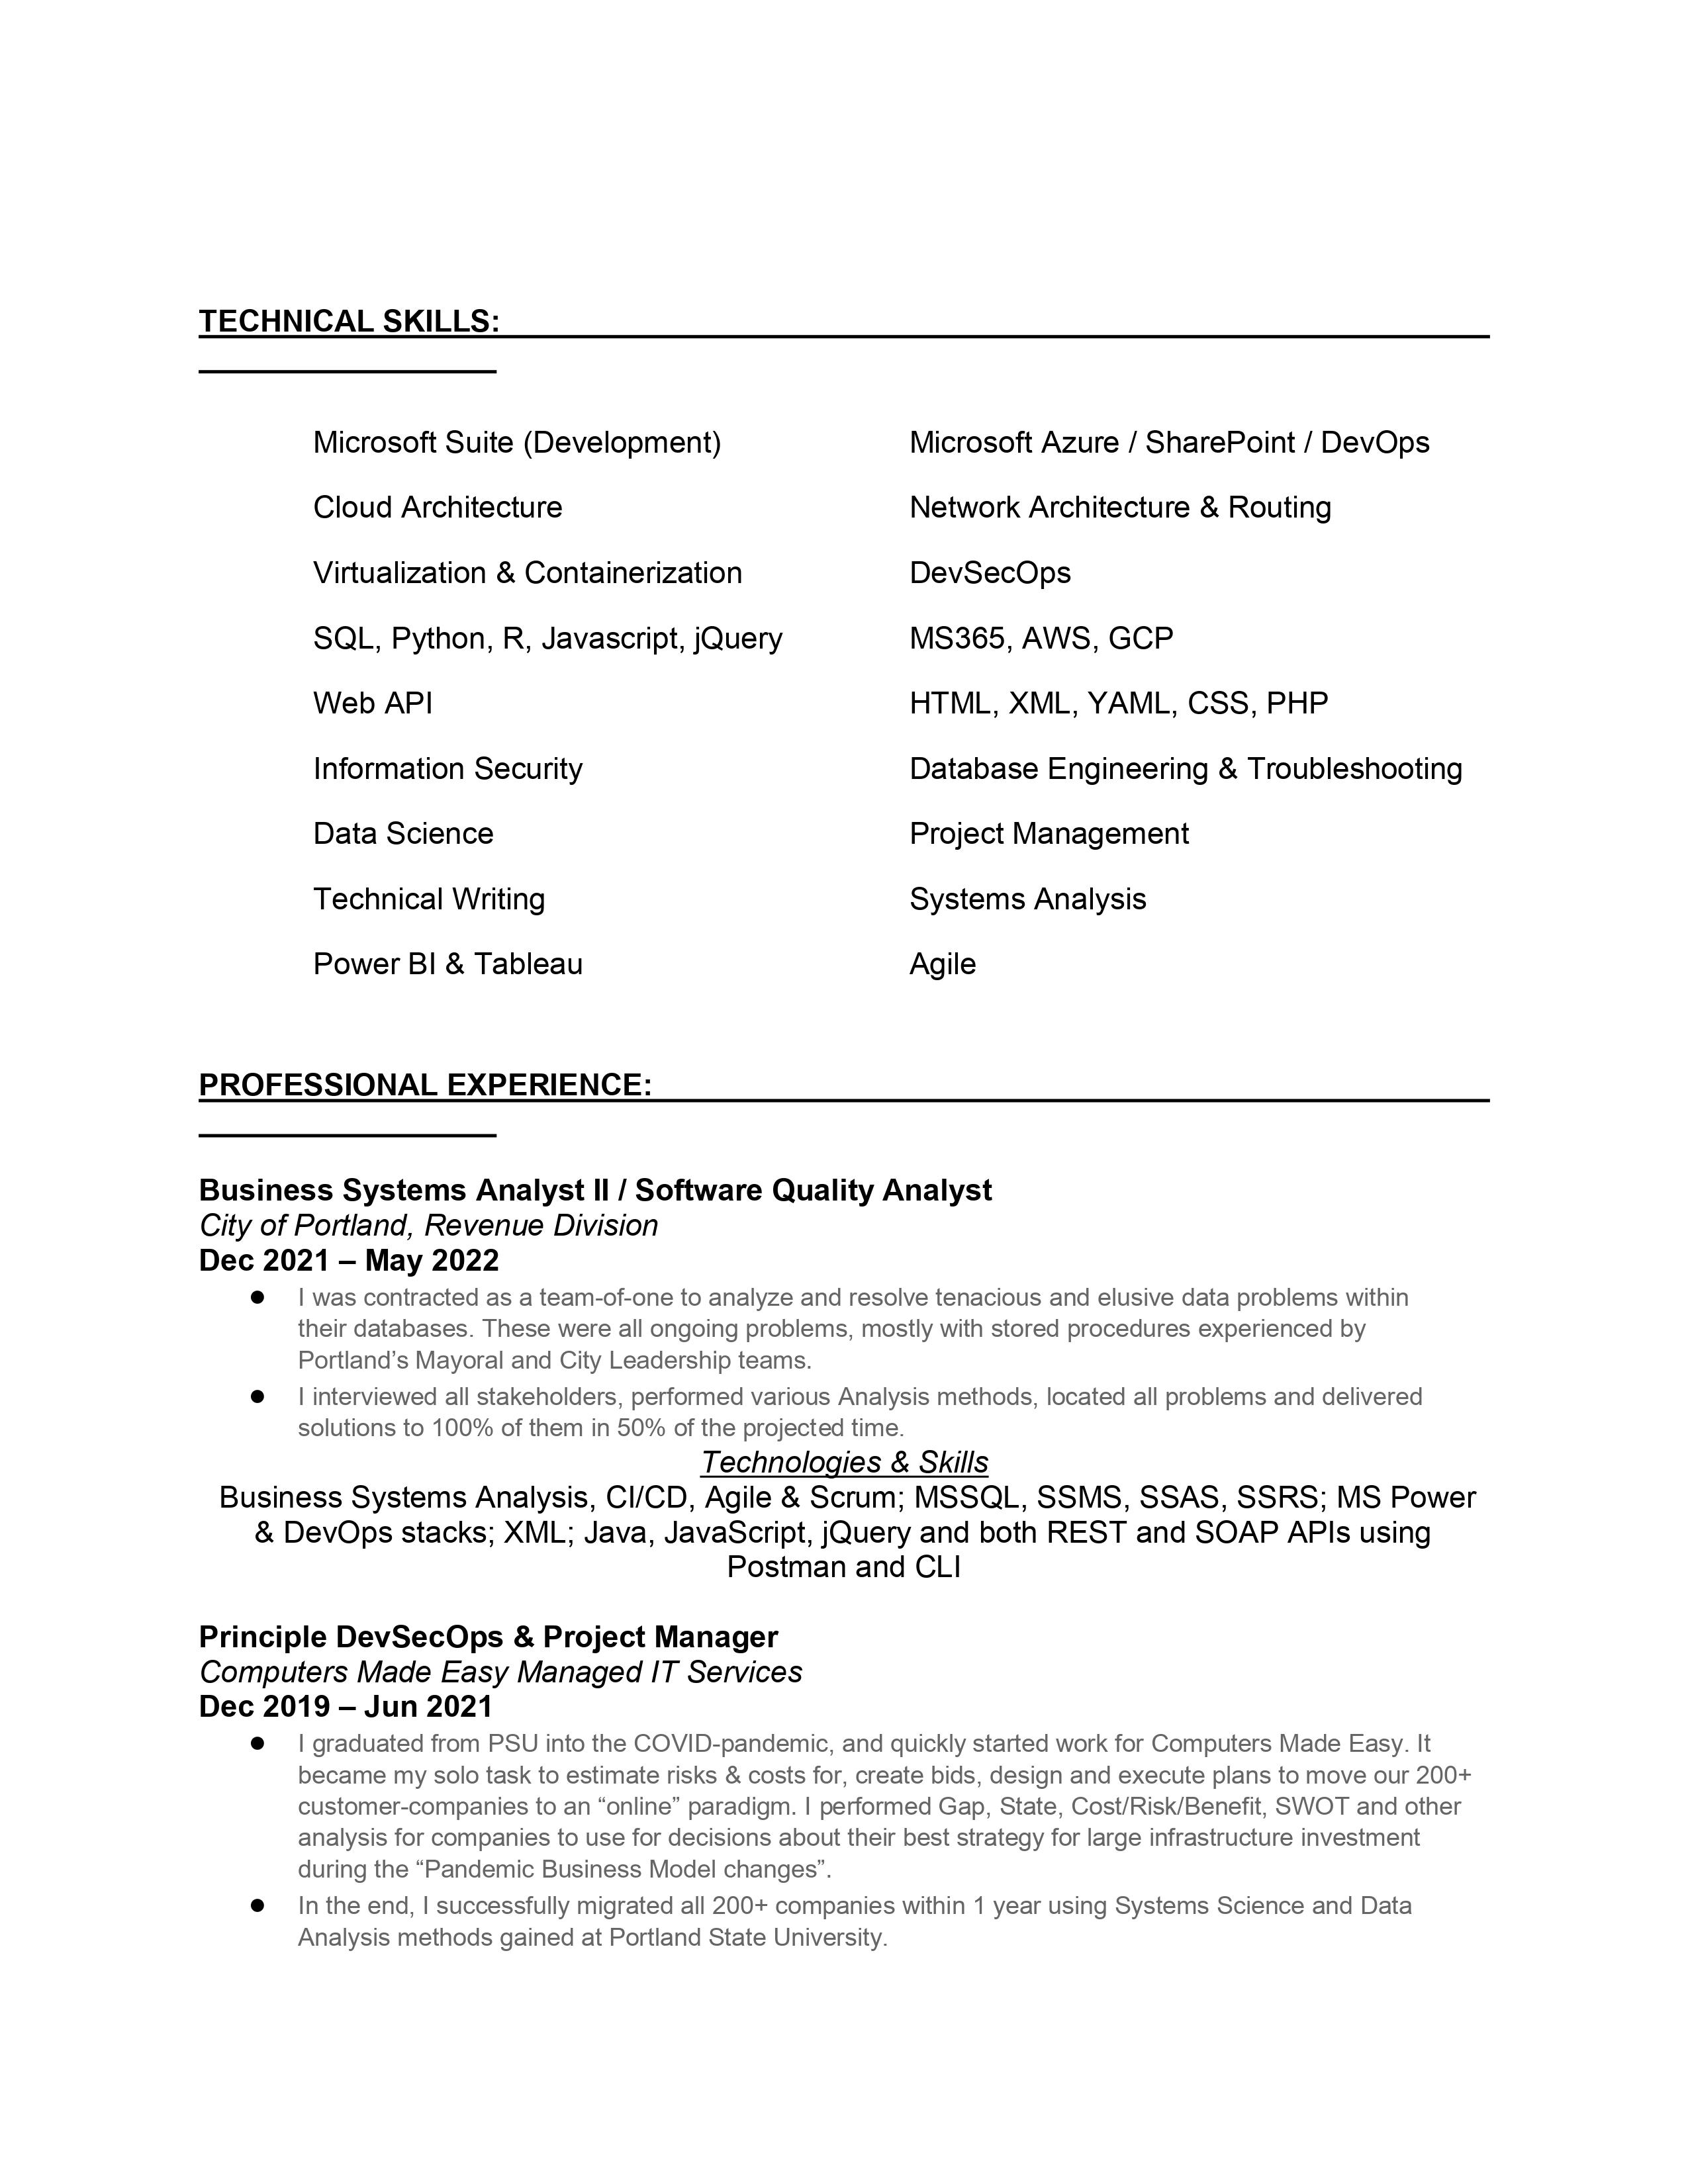 TECHNICAL SKILLS:
Microsoft Suite (Development) Microsoft Azure / SharePoint / DevOps
Cloud Architecture Network Architecture & Routing
Virtualization & Containerization DevSecOps
SQL, Python, R, Javascript, jQuery MS365, AWS, GCP
Web API HTML, XML, YAML, CSS, PHP
Information Security Database Engineering & Troubleshooting
Data Science Project Management
Technical Writing Systems Analysis
Power BI & Tableau Agile
PROFESSIONAL EXPERIENCE:
Business Systems Analyst II / Software Quality Analyst
City of Portland, Revenue Division
Dec 2021 – May 2022
● I was contracted as a team-of-one to analyze and resolve tenacious and elusive data problems within
their databases. These were all ongoing problems, mostly with stored procedures experienced by
Portland’s Mayoral and City Leadership teams.
● I interviewed all stakeholders, performed various Analysis methods, located all problems and delivered
solutions to 100% of them in 50% of the projected time.
Technologies & Skills
Business Systems Analysis, CI/CD, Agile & Scrum; MSSQL, SSMS, SSAS, SSRS; MS Power
& DevOps stacks; XML; Java, JavaScript, jQuery and both REST and SOAP APIs using
Postman and CLI
Principle DevSecOps & Project Manager
Computers Made Easy Managed IT Services
Dec 2019 – Jun 2021
● I graduated from PSU into the COVID-pandemic, and quickly started work for Computers Made Easy. It
became my solo task to estimate risks & costs for, create bids, design and execute plans to move our 200+
customer-companies to an “online” paradigm. I performed Gap, State, Cost/Risk/Benefit, SWOT and other
analysis for companies to use for decisions about their best strategy for large infrastructure investment
during the “Pandemic Business Model changes”.
● In the end, I successfully migrated all 200+ companies within 1 year using Systems Science and Data
Analysis methods gained at Portland State University.